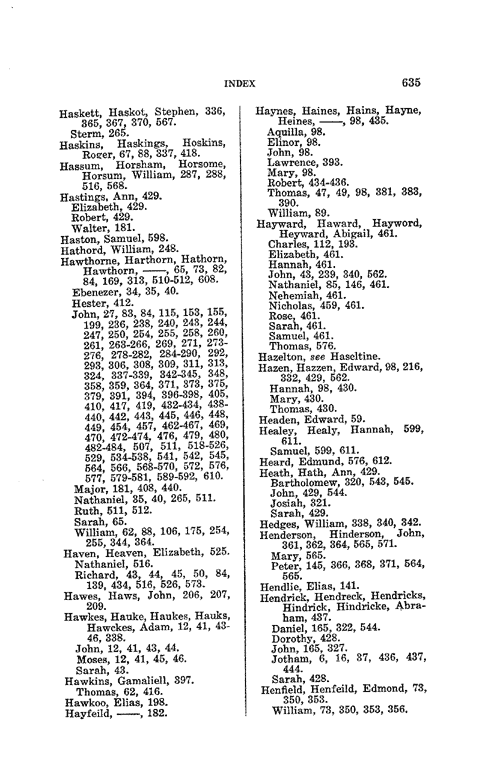 INDEX 635
Haskett, Haskot, Stephen, 336,
365, 367, 370, 567.
Sterm, 265.
Haskins, Haskings, Hoskins,
Roger, 67, 88, 337, 418.
Hassum, Horsham, Horsome,
Horsum, William, 287, 288,
516, 568.
Hastings, Ann, 429.
Elizabeth, 429.
Robert, 429.
Walter, 181.
Haston, Samuel, 598.
Hathord, William, 248.
Hawthorne, Harthorn, Hathorn,
Hawthorn, ——, 65, 73, 82,
84, 169, 313, 510-512, 608.
Ebenezer, 34, 35, 40.
Hester, 412.
John, 27, 83, 84, 115, 153, 155,
199, 236, 238, 240, 243, 244,
247, 250, 254, 255, 258, 260,
261, 263-266, 269, 271, 273-
276, 278-282, 284-290, 292,
293, 306, 308, 309, 311, 313,
324, 337-339, 342-345, 348,
358, 359, 364, 371, 373, 375,
379, 391, 394, 396-398, 405,
410, 417, 419, 432-434, 438-
440, 442, 443, 445, 446, 448,
449, 454, 457, 462-467, 469,
470, 472-474, 476, 479, 480,
482-484, 507, 511, 518-526,
529, 534-538, 541, 542, 545,
564, 566, 568-570, 572, 576,
577, 579-581, 589-592, 610.
Major, 181, 408, 440.
Nathaniel, 35, 40, 265, 511.
Ruth, 511, 512.
Sarah, 65.
William, 62, 88, 106, 175, 254,
255, 344, 364.
Haven, Heaven, Elizabeth, 525.
Nathaniel, 516.
Richard, 43, 44, 45, 50, 84,
139, 434, 516, 526, 573.
Hawes, Haws, John, 206, 207,
209.
Hawkes, Hauke, Haukes, Hauks,
Hawckes, Adam, 12, 41, 43-
46, 338.
John, 12, 41, 43, 44.
Moses, 12, 41, 45, 46.
Sarah, 43.
Hawkins, Gamaliell, 397.
Thomas, 62, 416.
Hawkoo, Elias, 198.
Hayfeild, ——, 182.
Haynes, Haines, Hains, Hayne,
Heines, ——, 98, 435.
Aquilla, 98.
Elinor, 98.
John, 98.
Lawrence, 393.
Mary, 98.
Robert, 434-436.
Thomas, 47, 49, 98, 381, 383,
390.
William, 89.
Hayward, Haward, Hayword,
Heyward, Abigail, 461.
Charles, 112, 193.
Elizabeth, 461.
Hannah, 461.
John, 43, 239, 340, 562.
Nathaniel, 85, 146, 461.
Nehemiah, 461.
Nicholas, 459, 461.
Rose, 461.
Sarah, 461.
Samuel, 461.
Thomas, 576.
Hazelton, see Haseltine.
Hazen, Hazzen, Edward, 98, 216,
332, 429, 562.
Hannah, 98, 430.
Mary, 430.
Thomas, 430.
Headen, Edward, 59.
Healey, Healy, Hannah, 599,
611.
Samuel, 599, 611.
Heard, Edmund, 576, 612.
Heath, Hath, Ann, 429.
Bartholomew, 320, 543, 545.
John, 429, 544.
Josiah, 321.
Sarah, 429.
Hedges, William, 338, 340, 342.
Henderson, Hinderson, John,
361, 362, 364, 565, 571.
Mary, 565.
Peter, 145, 366, 368, 371, 564,
565.
Hendlie, Elias, 141.
Hendrick, Hendreck, Hendricks,
Hindrick, Hindricke, Abra-
ham, 437.
Daniel, 165, 322, 544.
Dorothy, 428.
John, 165, 327.
Jotham, 6, 16, 37, 436, 437,
444.
Sarah, 428.
Henfield, Henfeild, Edmond, 73,
350, 353.
William, 73, 350, 353, 356.